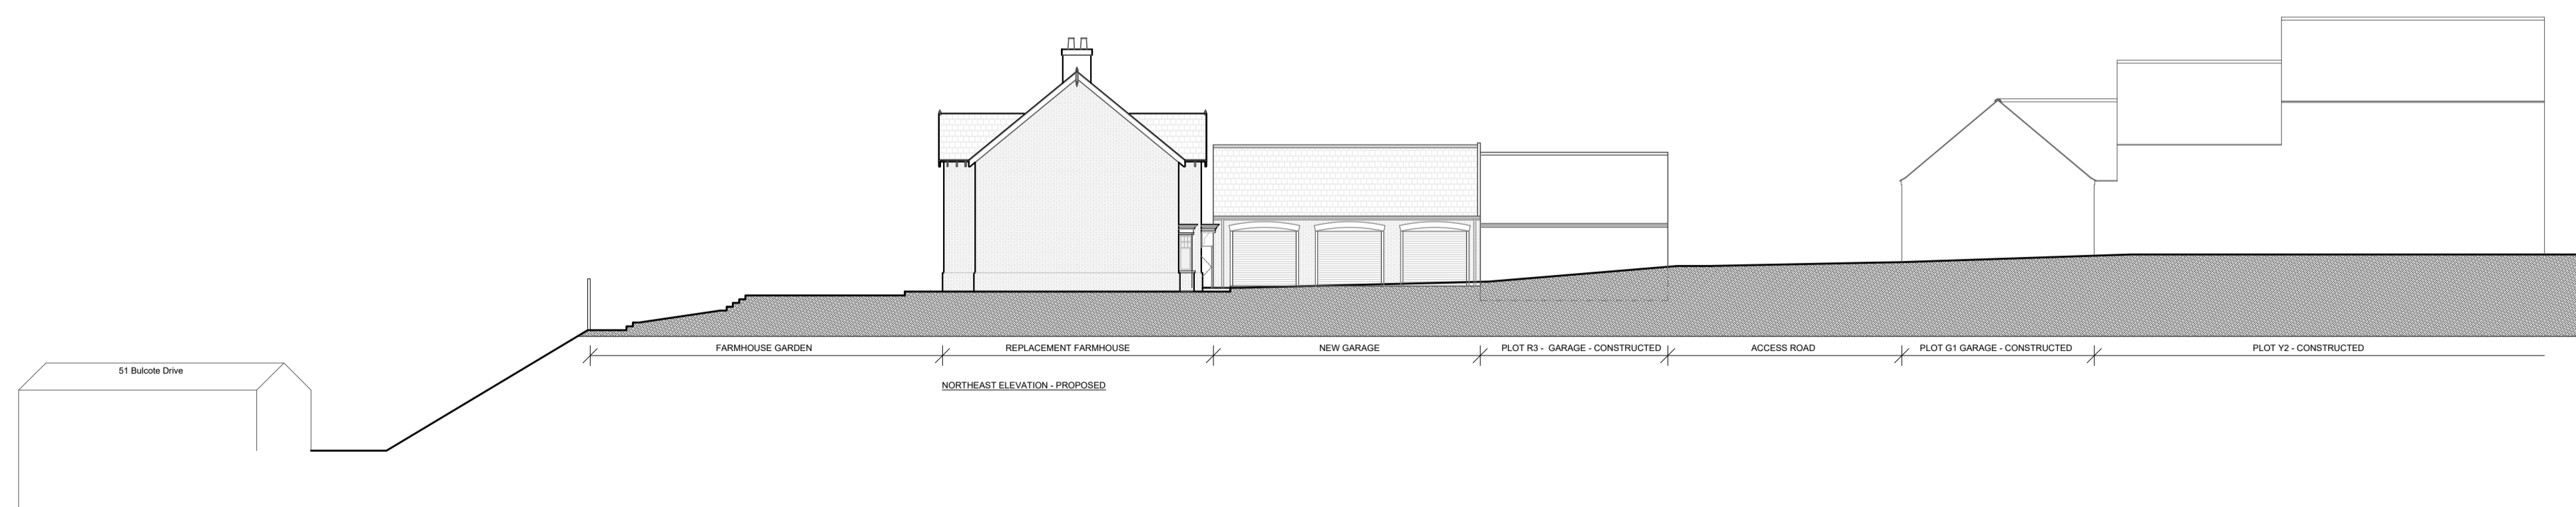 51 Bulcote Drive
FARMHOUSE GARDEN
REPLACEMENT FARMHOUSE
NEW GARAGE
PLOT R3 - GARAGE - CONSTRUCTED
ACCESS ROAD
PLOT G1 GARAGE - CONSTRUCTED
PLOT Y2 - CONSTRUCTED
NORTHEAST ELEVATION - PROPOSED